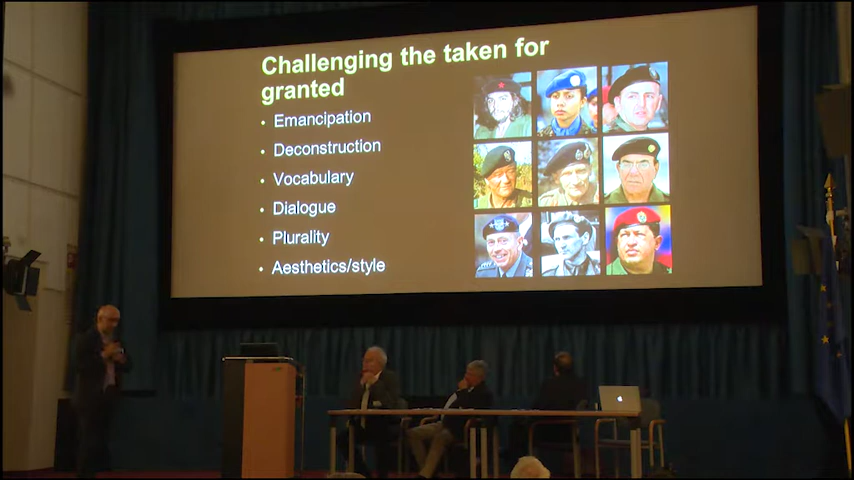 Challenging the taken for
granted
• Emancipation
• Deconstruction
• Vocabulary
• Dialogue
• Plurality
• Aesthetics/style